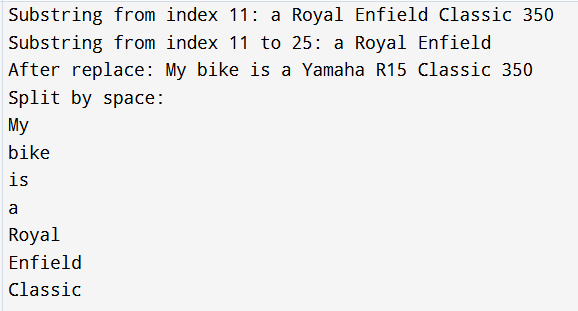 Substring from index 11: a Royal Enfield Classic 350
Substring from index 11 to 25: a Royal Enfield
After replace: My bike is a Yamaha R15 Classic 350
Split by space:
My
bike
is
a
Royal
Enfield
Classic